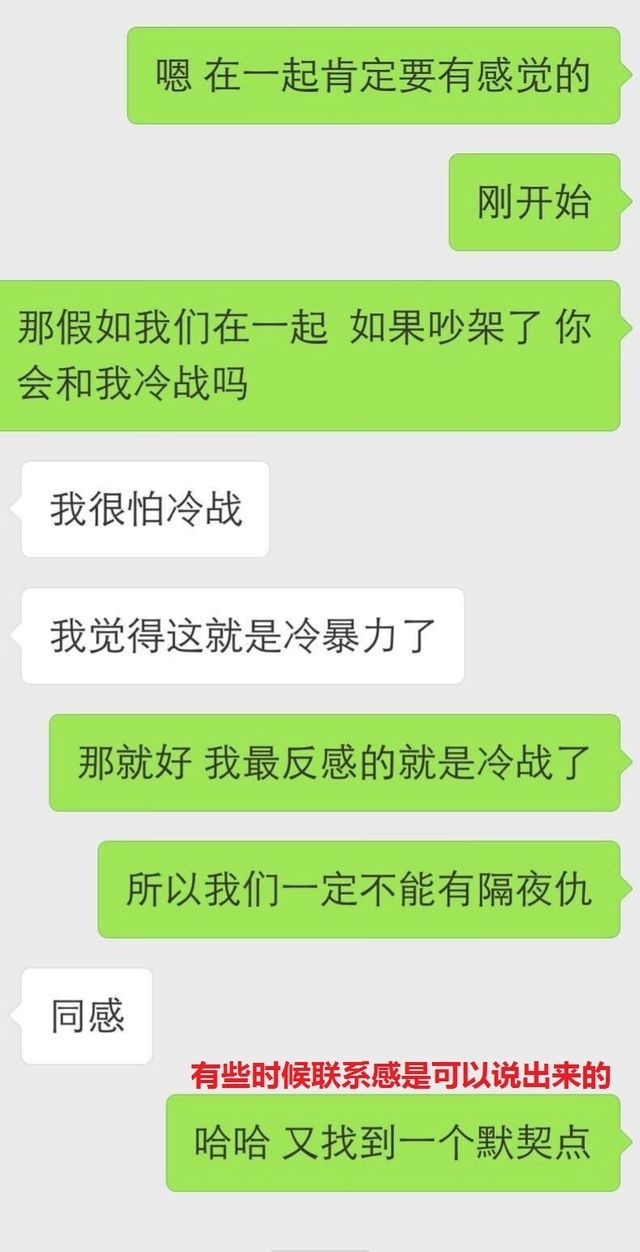 嗯 在一起肯定要有感觉的
刚开始
那假如我们在一起 如果吵架了 你
会和我冷战吗
我很怕冷战
我觉得这就是冷暴力了
那就好 我最反感的就是冷战了
所以我们一定不能有隔夜仇
同感
有些时候联系感是可以说出来的
哈哈 又找到一个默契点